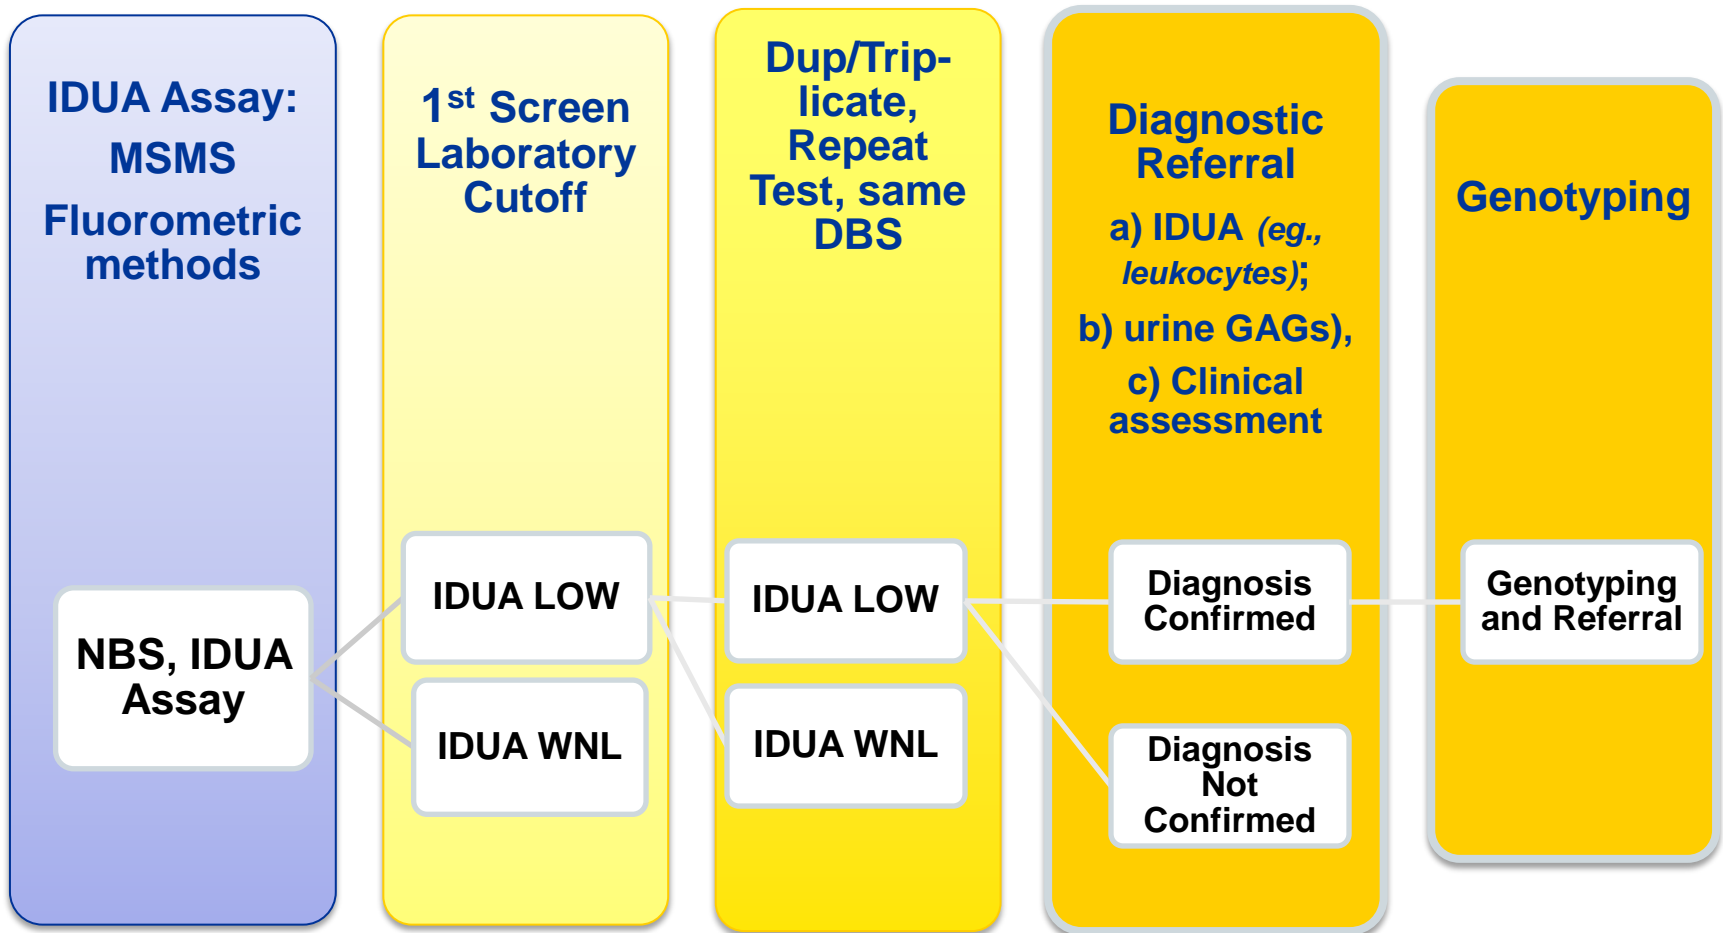 IDUA Assay:
MSMS
Fluorometric
methods
NBS, IDUA
Assay
1st Screen
Laboratory
Cutoff
IDUA LOW
IDUA WNL
Dup/Trip-
licate,
Repeat
Test, same
DBS
IDUA LOW
IDUA WNL
Diagnostic
Referral
a) IDUA (eg.,
leukocytes);
b) urine GAGs),
c) Clinical
assessment
Diagnosis
Confirmed
Diagnosis
Not
Confirmed
Genotyping
Genotyping
and Referral